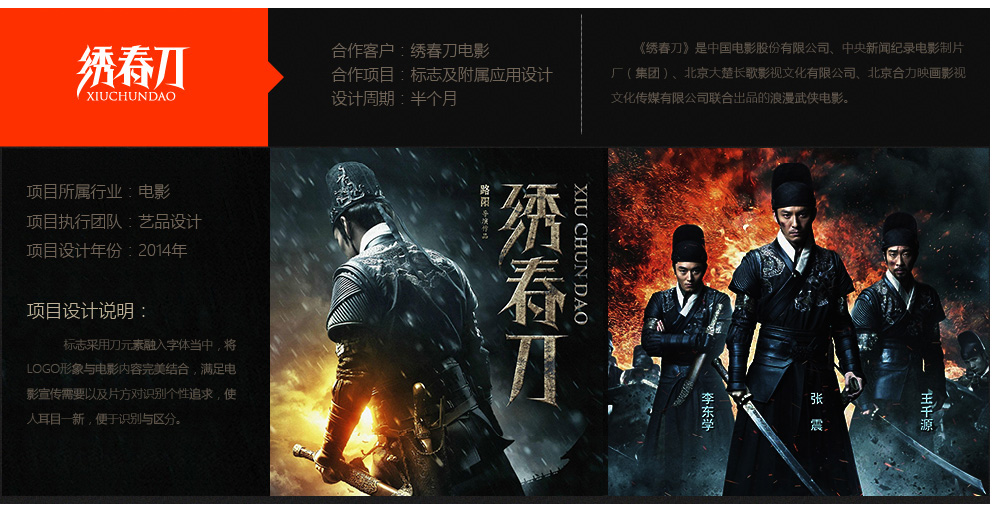 绣春刀
XIUCHUNDAO
合作客户：绣春刀电影
合作项目：标志及附属应用设计
设计周期：半个月
《绣春刀》是中国电影股份有限公司、中央新闻纪录电影制片
厂（集团）、北京大楚长歌影视文化有限公司、北京合力映画影视
文化传媒有限公司联合出品的浪漫武侠电影。
项目所属行业：电影
项目执行团队：艺品设计
项目设计年份：2014年
项目设计说明：
标志采用刀元素融入字体当中，将
LOGO形象与电影内容完美结合，满足电
影宣传需要以及片方对识别个性追求，使
人耳目一新，便于识别与区分。
路阳 导演作品
绣春刀
XIU CHUN DAO
李东学
张震
王千源